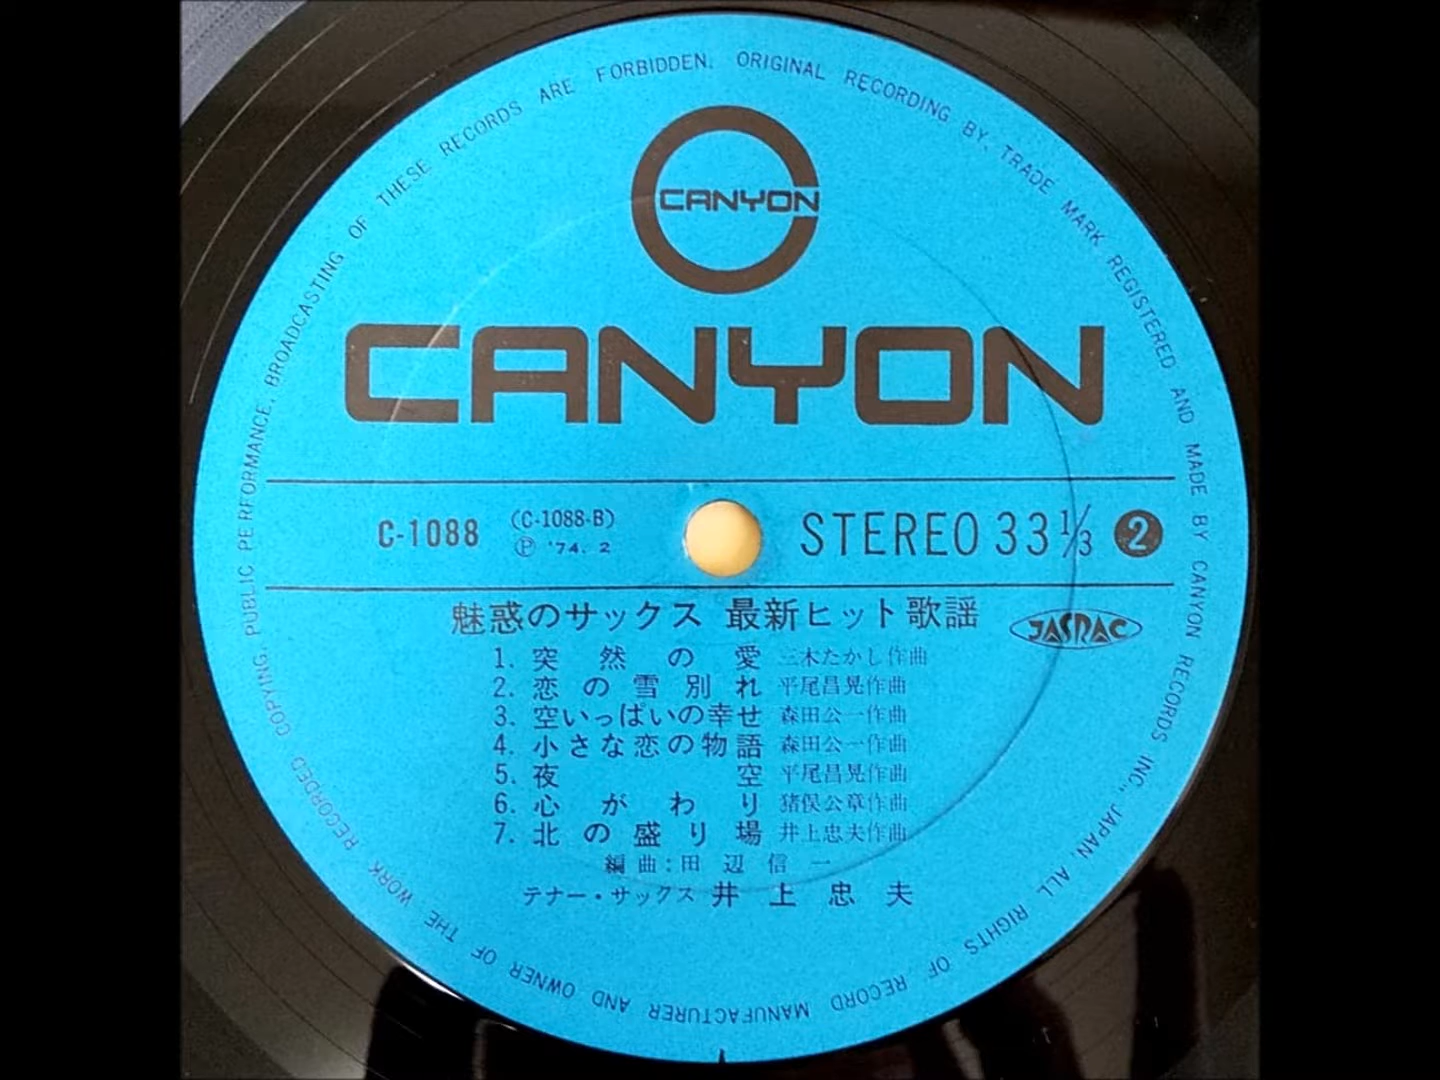 CANYON
CANYON
C-1088 (C-1088-B) ℗ '74. 2 STEREO 33 1/3 2
魅惑のサックス 最新ヒット歌謡 JASRAC
1. 突然の愛 三木たかし作曲
2. 恋の雪別れ 平尾昌晃作曲
3. 空いっぱいの幸せ 森田公一作曲
4. 小さな恋の物語 森田公一作曲
5. 夜空 平尾昌晃作曲
6. 心がわり 猪俣公章作曲
7. 北の盛り場 井上忠夫作曲
編曲:田辺信一
テナー・サックス 井上忠夫
ORIGINAL RECORDING BY, TRADE MARK REGISTERED AND MADE BY CANYON RECORDS INC., JAPAN. ALL RIGHTS OF RECORD MANUFACTURER AND OWNER OF THE WORK RECORDED COPYING, PUBLIC PERFORMANCE, BROADCASTING OF THESE RECORDS ARE FORBIDDEN.